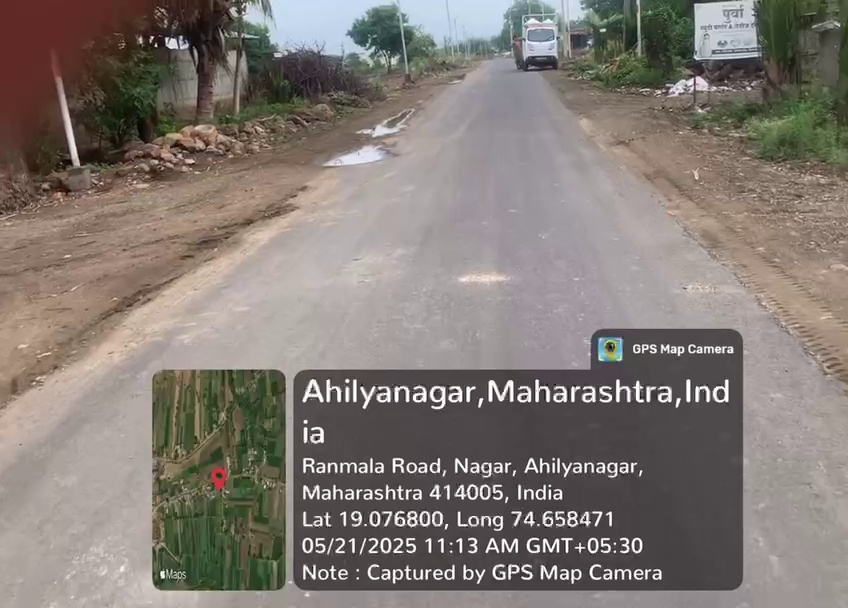 पुर्वा
GPS Map Camera
Ahilyanagar,Maharashtra,Ind
ia
Ranmala Road, Nagar, Ahilyanagar,
Maharashtra 414005, India
Lat 19.076800, Long 74.658471
05/21/2025 11:13 AM GMT+05:30
Note : Captured by GPS Map Camera
Maps